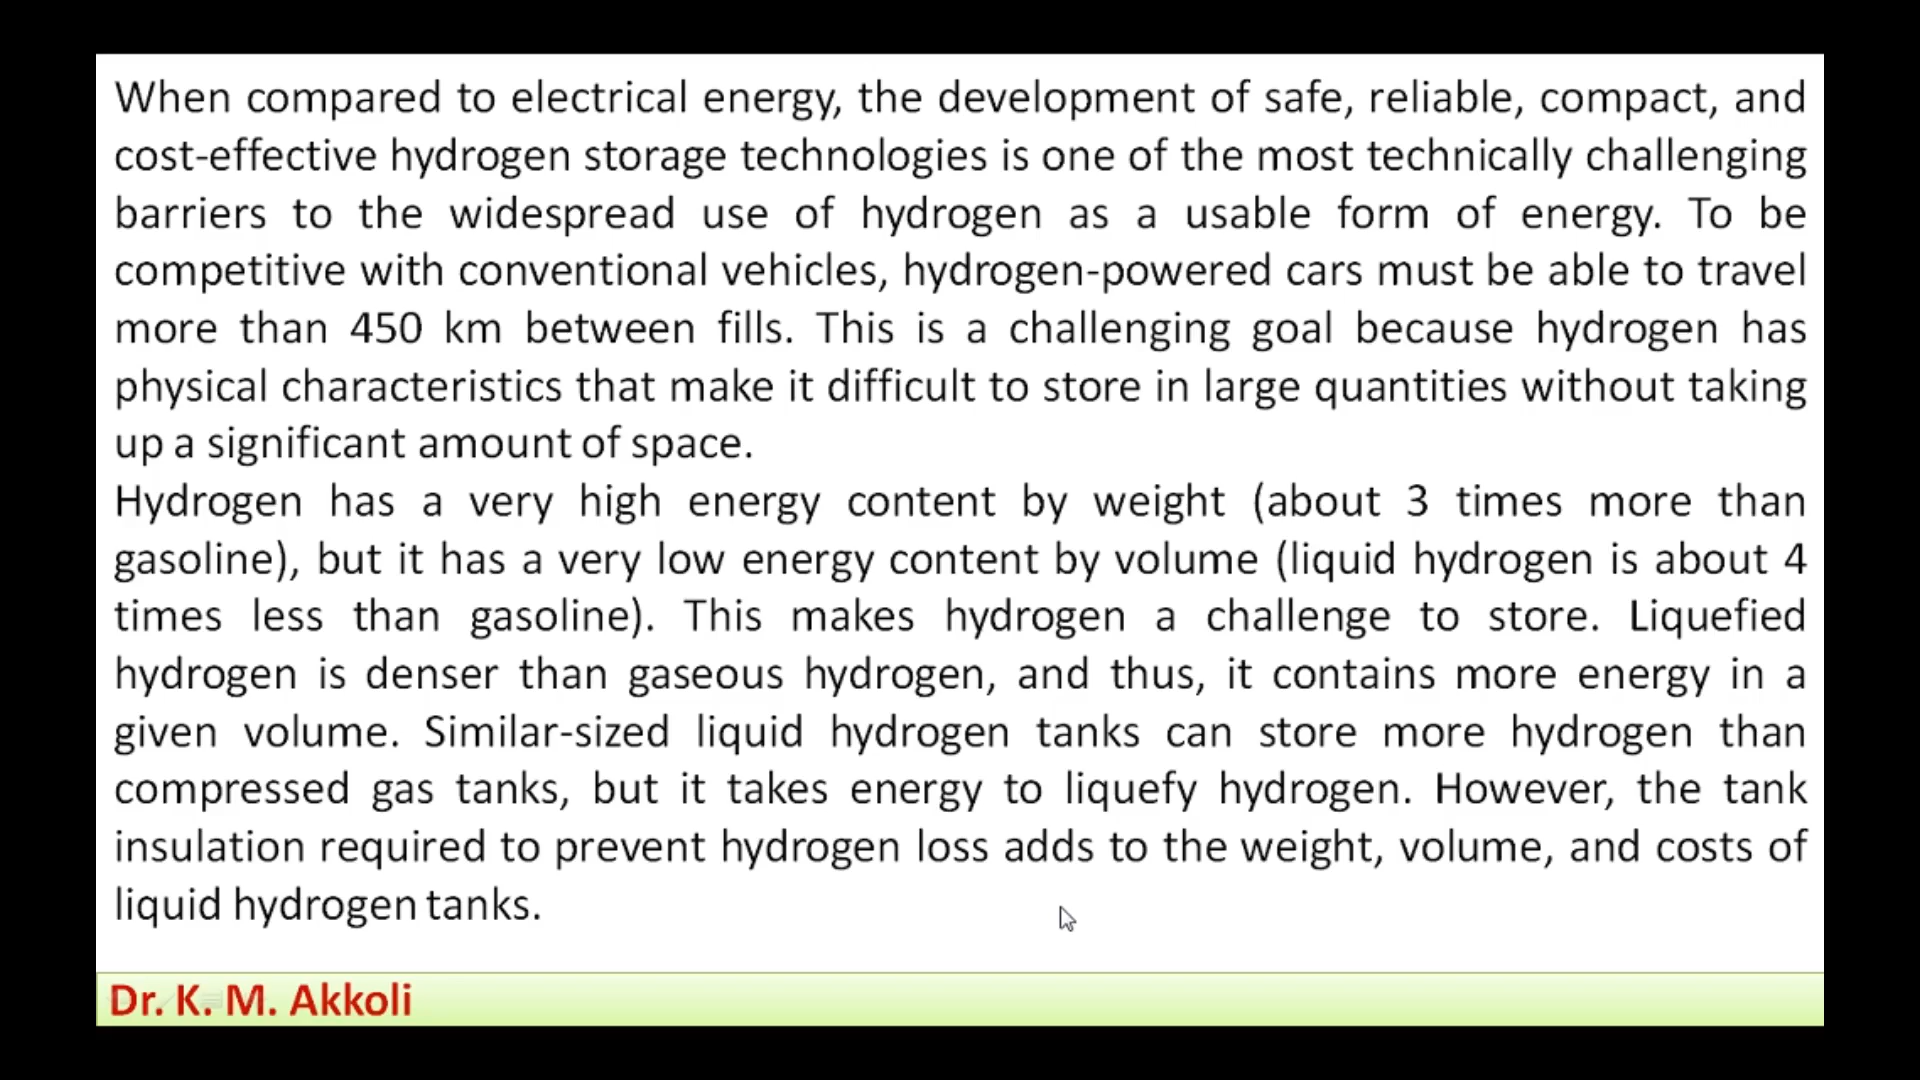 When compared to electrical energy, the development of safe, reliable, compact, and
cost-effective hydrogen storage technologies is one of the most technically challenging
barriers to the widespread use of hydrogen as a usable form of energy. To be
competitive with conventional vehicles, hydrogen-powered cars must be able to travel
more than 450 km between fills. This is a challenging goal because hydrogen has
physical characteristics that make it difficult to store in large quantities without taking
up a significant amount of space.
Hydrogen has a very high energy content by weight (about 3 times more than
gasoline), but it has a very low energy content by volume (liquid hydrogen is about 4
times less than gasoline). This makes hydrogen a challenge to store. Liquefied
hydrogen is denser than gaseous hydrogen, and thus, it contains more energy in a
given volume. Similar-sized liquid hydrogen tanks can store more hydrogen than
compressed gas tanks, but it takes energy to liquefy hydrogen. However, the tank
insulation required to prevent hydrogen loss adds to the weight, volume, and costs of
liquid hydrogen tanks.
Dr. K. M. Akkoli